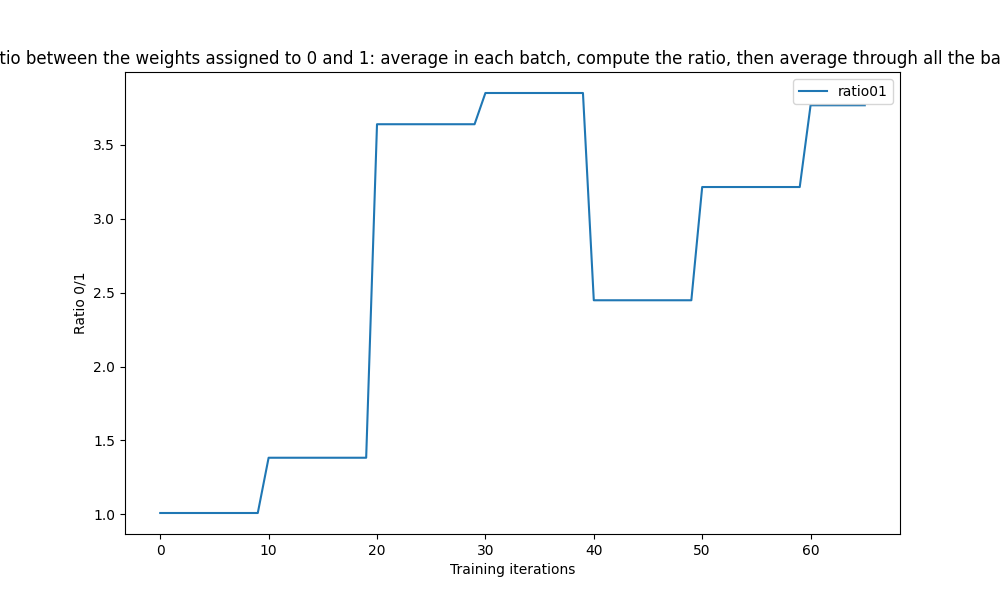 tio between the weights assigned to 0 and 1: average in each batch, compute the ratio, then average through all the ba
ratio01
3.5
3.0
2.5
2.0
1.5
1.0
Ratio 0/1
0 10 20 30 40 50 60
Training iterations